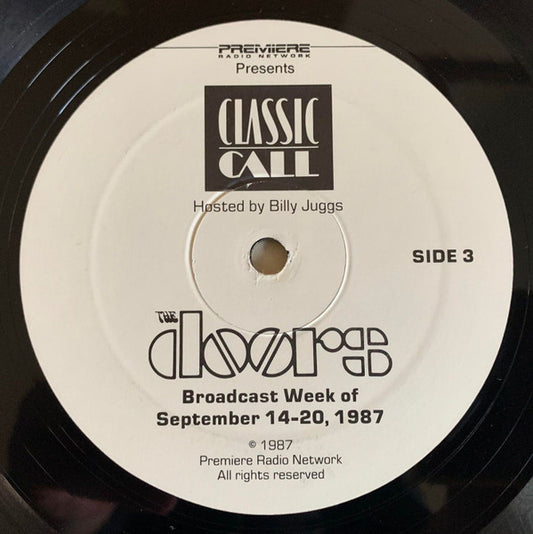 PREMIERE
RADIO NETWORK
Presents
CLASSIC
CALL
Hosted by Billy Juggs
SIDE 3
THE
doors
Broadcast Week of
September 14-20, 1987
© 1987
Premiere Radio Network
All rights reserved